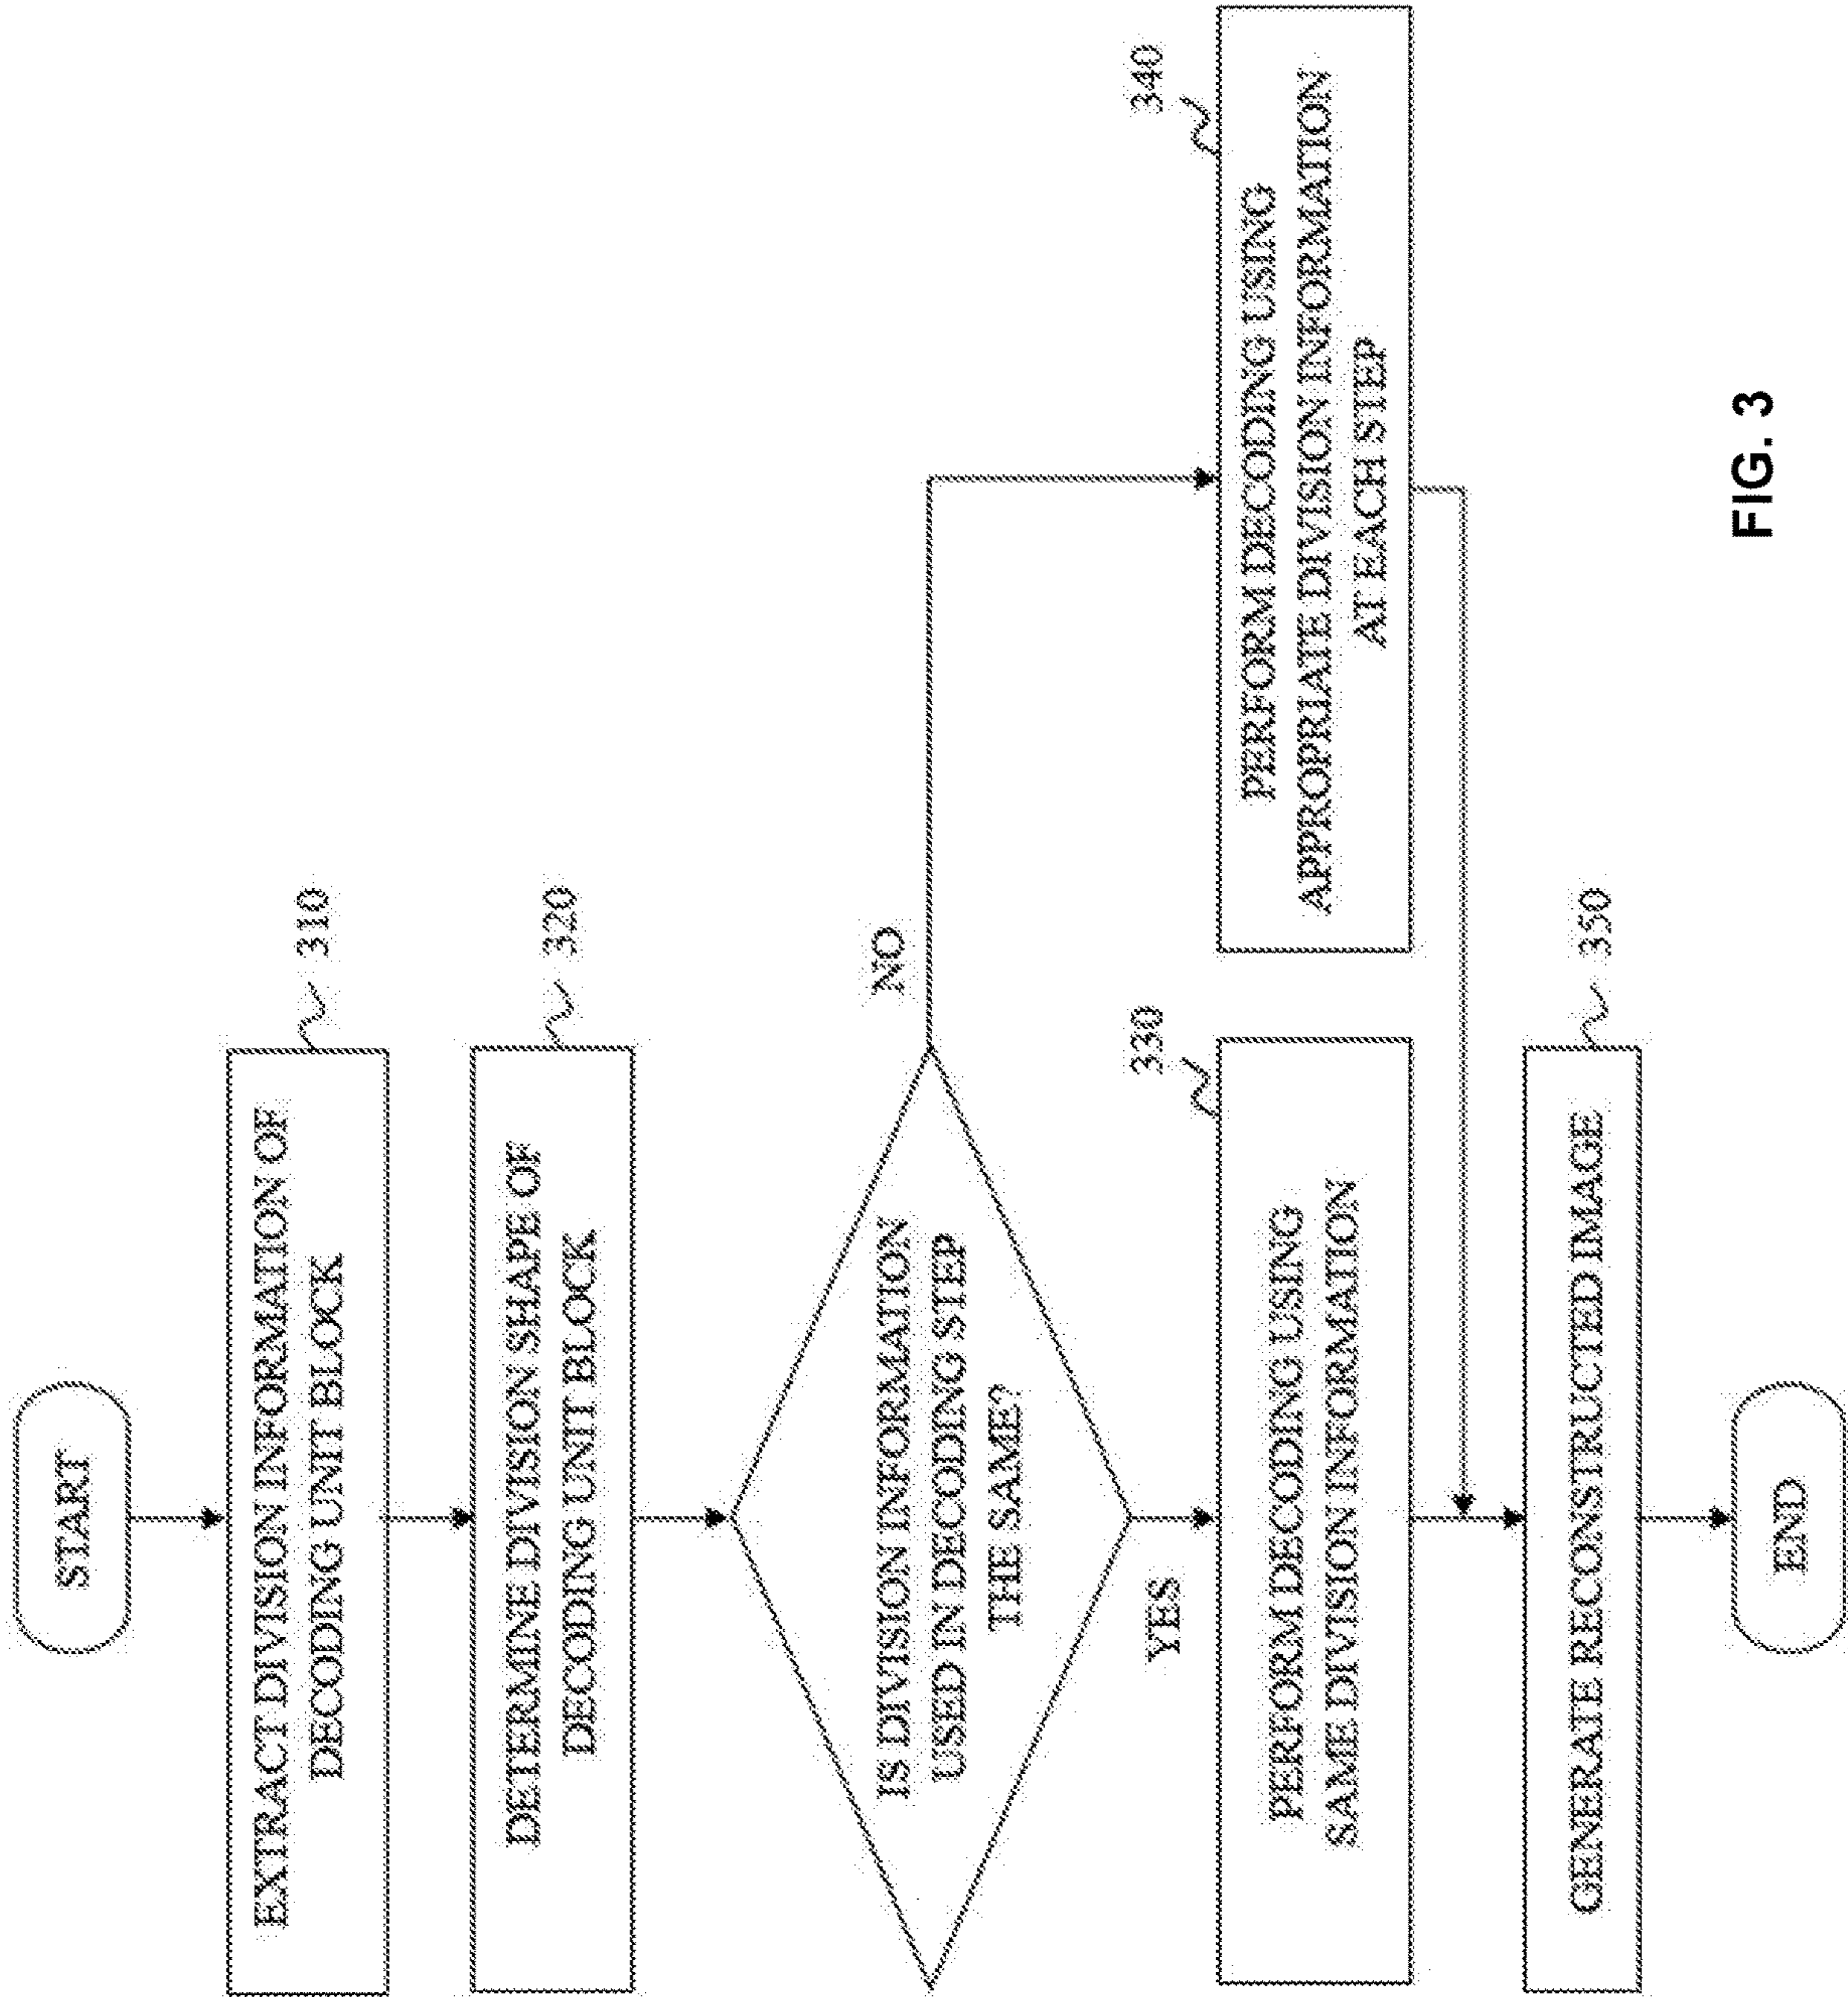 START
EXTRACT DIVISION INFORMATION OF
DECODING UNIT BLOCK
310
DETERMINE DIVISION SHAPE OF
DECODING UNIT BLOCK
320
IS DIVISION INFORMATION
USED IN DECODING STEP
THE SAME?
NO
YES
330
PERFORM DECODING USING
SAME DIVISION INFORMATION
340
PERFORM DECODING USING
APPROPRIATE DIVISION INFORMATION
AT EACH STEP
GENERATE RECONSTRUCTED IMAGE
350
END
FIG. 3